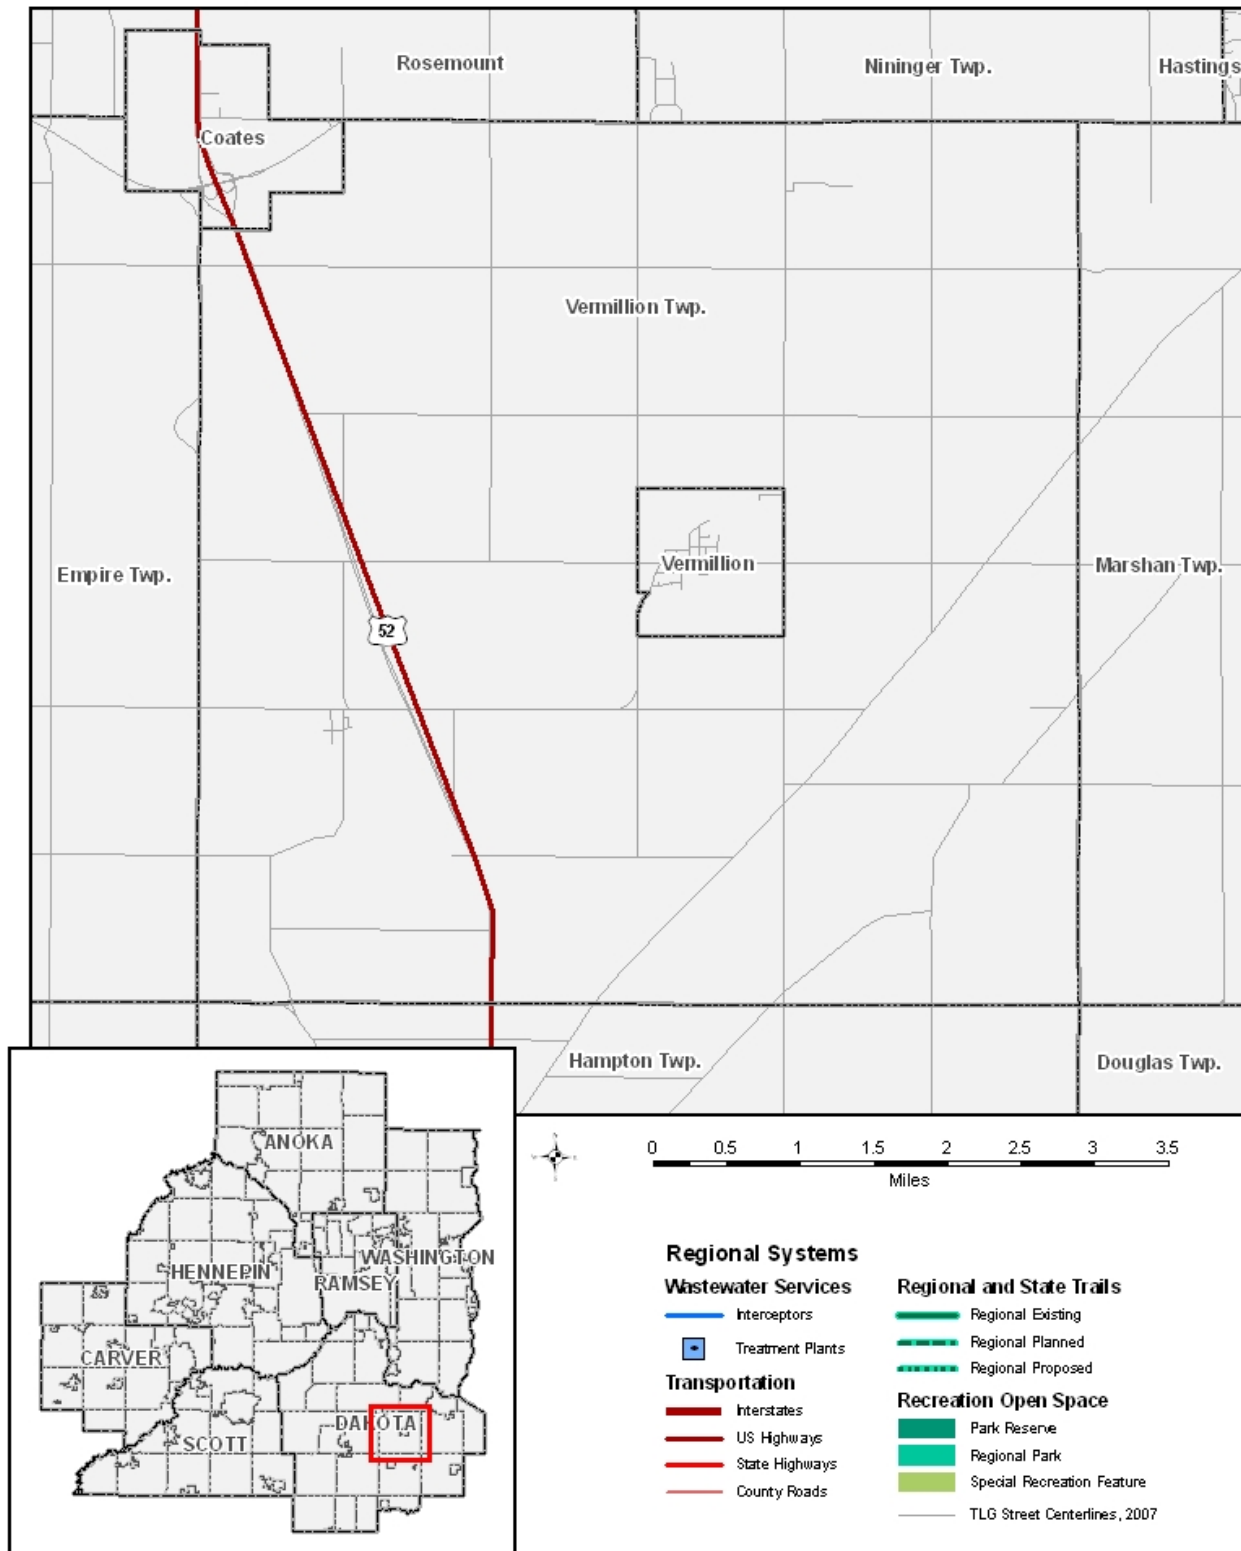 Rosemount
Nininger Twp.
Hastings
Coates
Vermillion Twp.
Empire Twp.
Vermillion
Marshan Twp.
52
Hampton Twp.
Douglas Twp.
ANOKA
HENNEPIN
WASHINGTON
RAMSEY
CARVER
DAKOTA
SCOTT
0 0.5 1 1.5 2 2.5 3 3.5
Miles
Regional Systems
Wastewater Services
Interceptors
Treatment Plants
Transportation
Interstates
US Highways
State Highways
County Roads
Regional and State Trails
Regional Existing
Regional Planned
Regional Proposed
Recreation Open Space
Park Reserve
Regional Park
Special Recreation Feature
TLG Street Centerlines, 2007